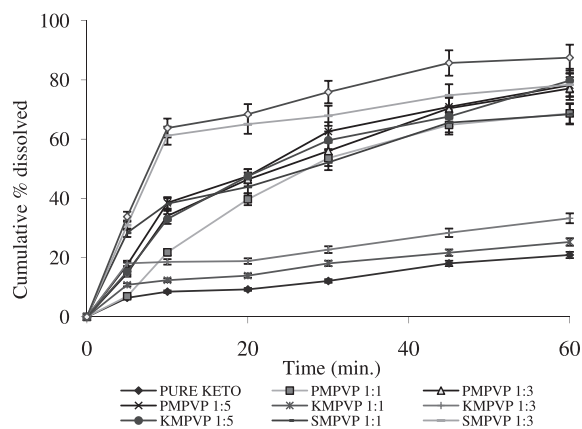 100
80
60
40
20
0
0 20 40 60
Cumulative % dissolved
Time (min.)
PURE KETO PMPVP 1:1 PMPVP 1:3
PMPVP 1:5 KMPVP 1:1 KMPVP 1:3
KMPVP 1:5 SMPVP 1:1 SMPVP 1:3